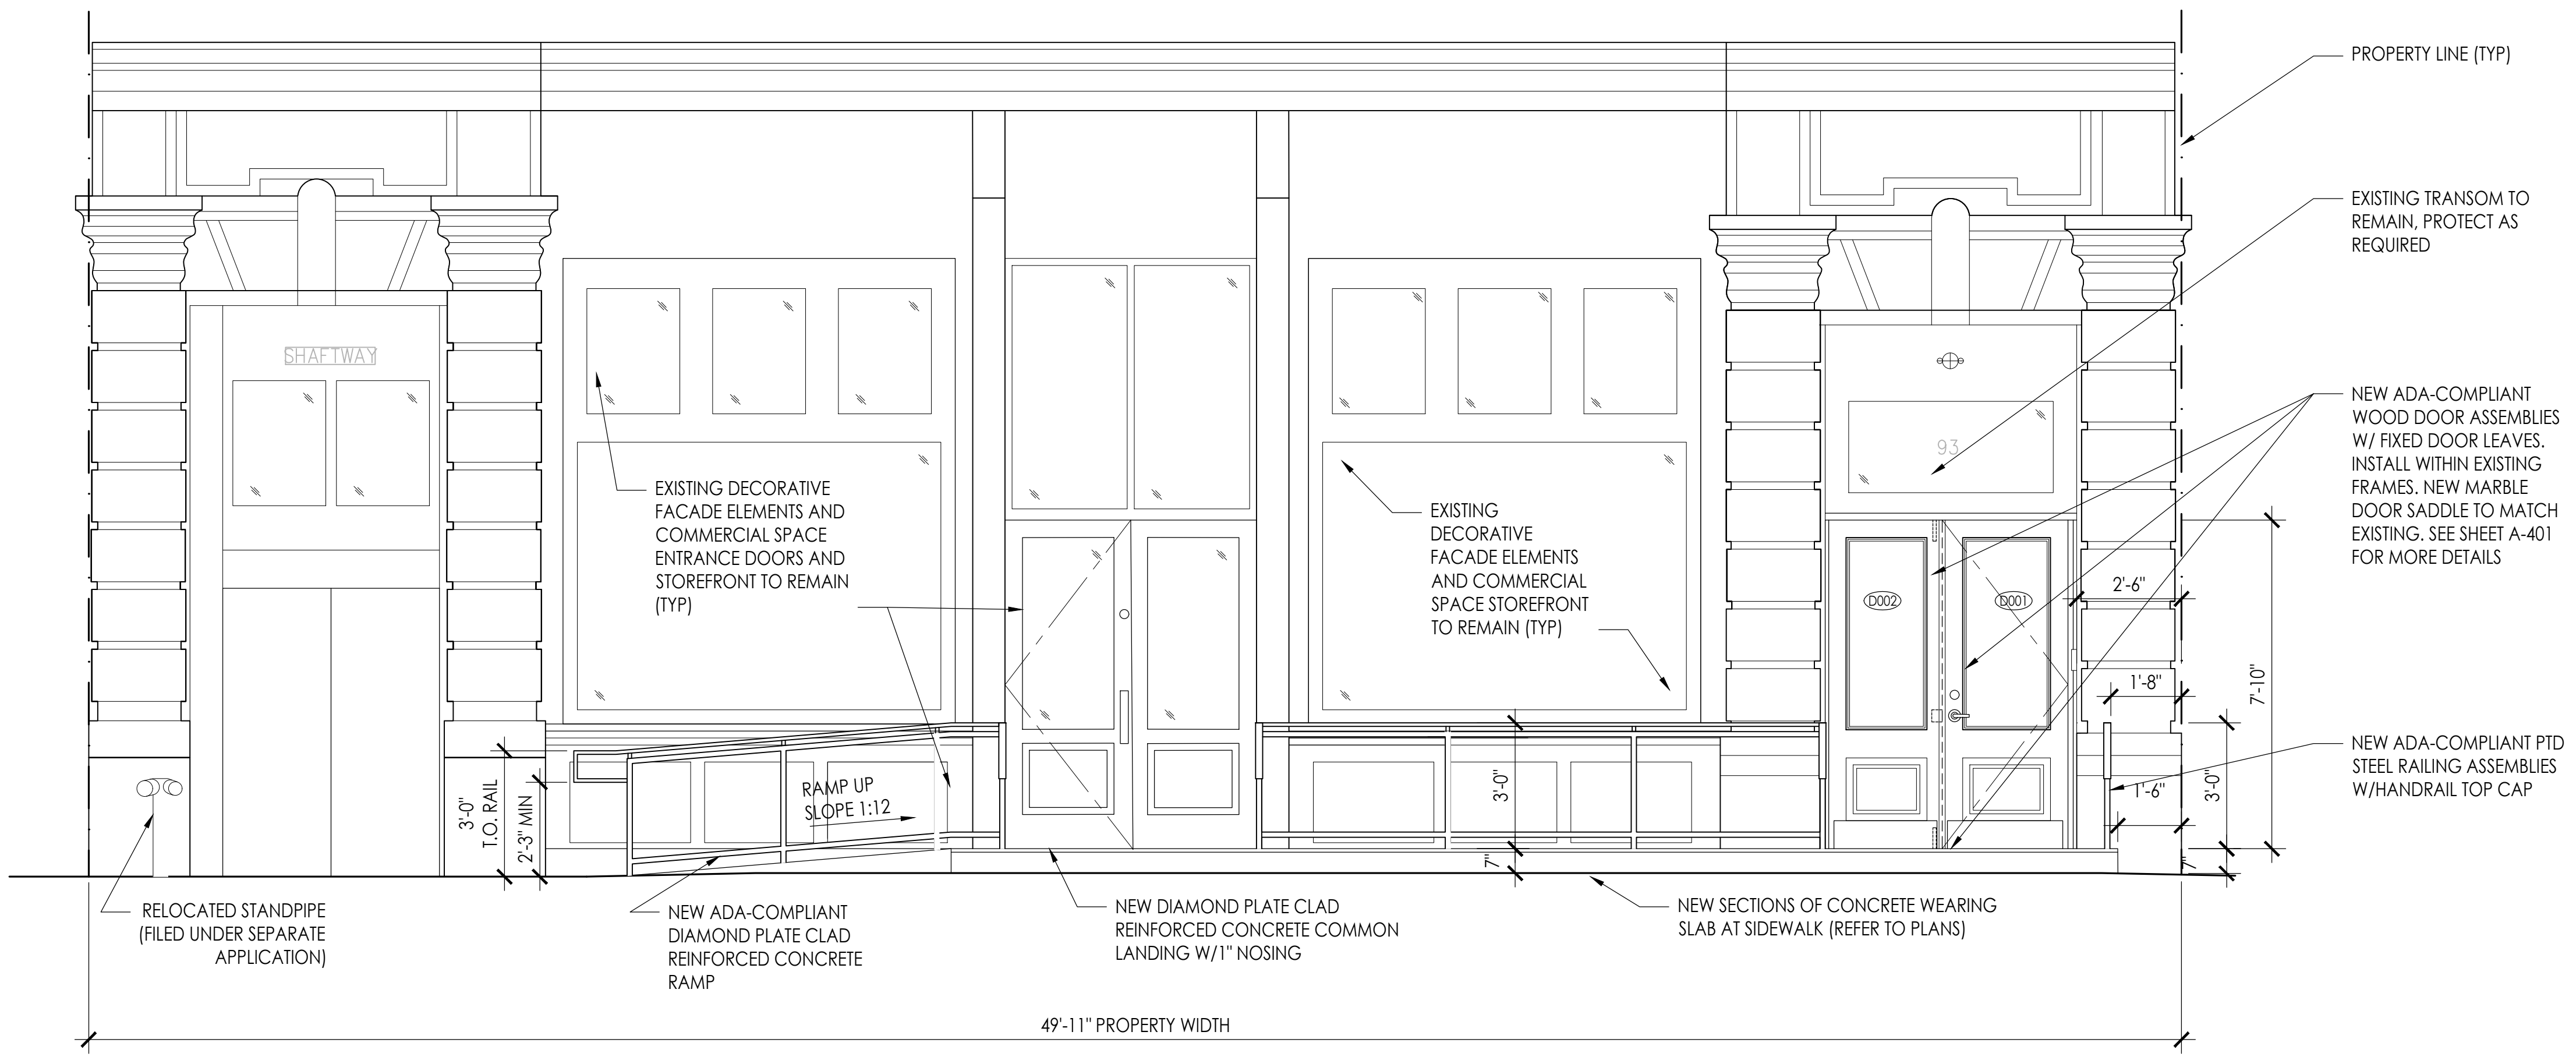 PROPERTY LINE (TYP)
EXISTING TRANSOM TO
REMAIN, PROTECT AS
REQUIRED
SHAFTWAY
93
NEW ADA-COMPLIANT
WOOD DOOR ASSEMBLIES
W/ FIXED DOOR LEAVES.
INSTALL WITHIN EXISTING
FRAMES. NEW MARBLE
DOOR SADDLE TO MATCH
EXISTING. SEE SHEET A-401
FOR MORE DETAILS
EXISTING DECORATIVE
FACADE ELEMENTS AND
COMMERCIAL SPACE
ENTRANCE DOORS AND
STOREFRONT TO REMAIN
(TYP)
EXISTING
DECORATIVE
FACADE ELEMENTS
AND COMMERCIAL
SPACE STOREFRONT
TO REMAIN (TYP)
D002
D001
2'-6"
1'-8"
7'-10"
NEW ADA-COMPLIANT PTD
STEEL RAILING ASSEMBLIES
W/HANDRAIL TOP CAP
1'-6"
3'-0"
7"
3'-0"
T.O. RAIL
2'-3" MIN
RAMP UP
SLOPE 1:12
3'-0"
7"
RELOCATED STANDPIPE
(FILED UNDER SEPARATE
APPLICATION)
NEW ADA-COMPLIANT
DIAMOND PLATE CLAD
REINFORCED CONCRETE
RAMP
NEW DIAMOND PLATE CLAD
REINFORCED CONCRETE COMMON
LANDING W/1" NOSING
NEW SECTIONS OF CONCRETE WEARING
SLAB AT SIDEWALK (REFER TO PLANS)
49'-11" PROPERTY WIDTH